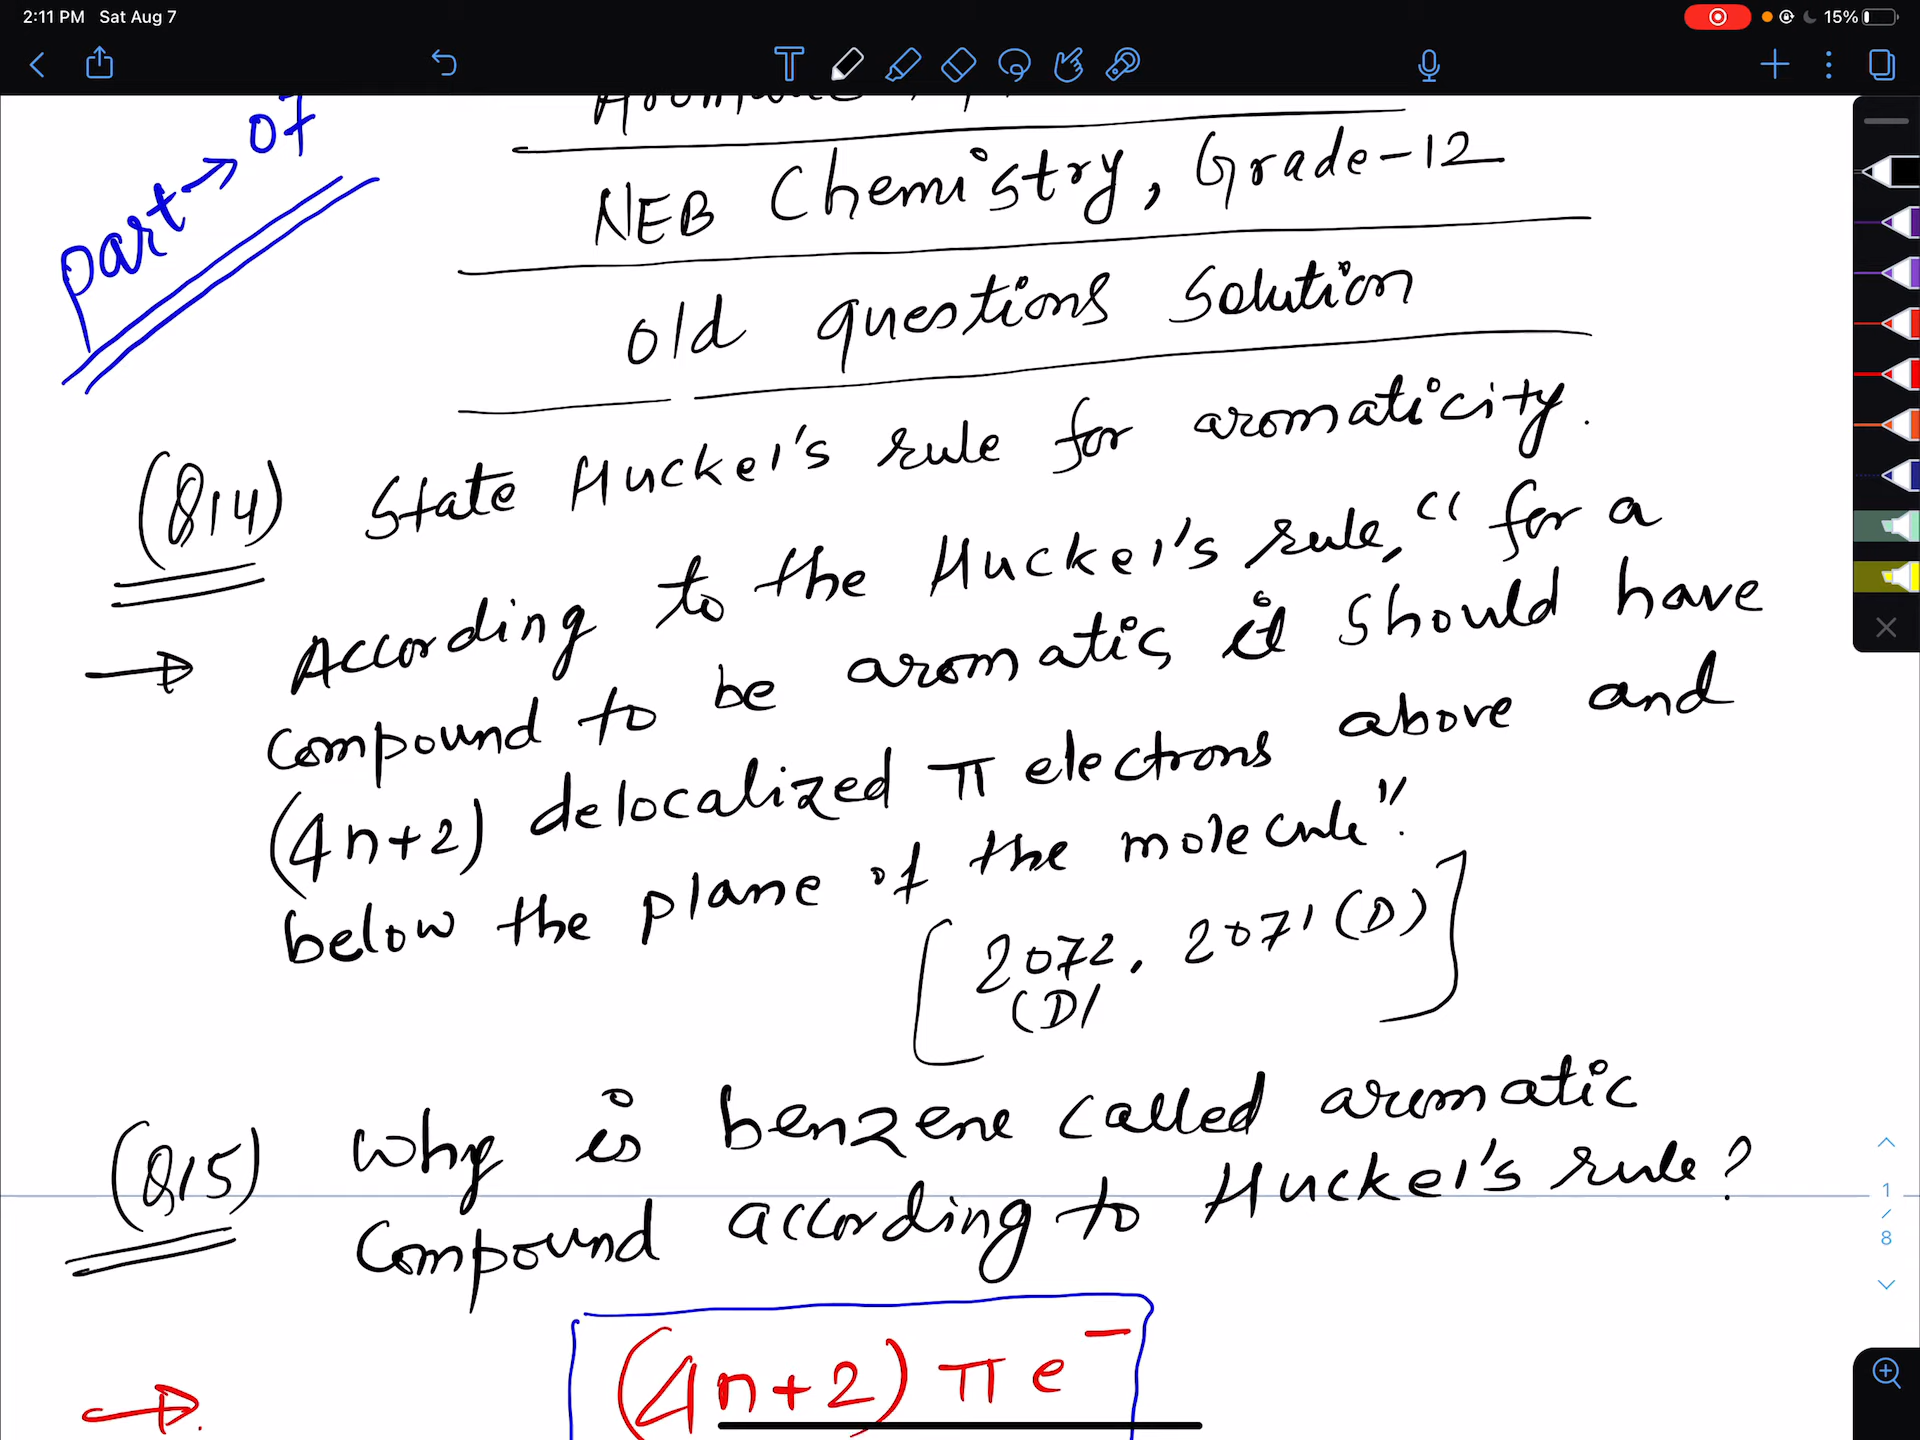 2:11 PM Sat Aug 7
15%
part → 07
NEB Chemistry, Grade-12
old questions Solution
(Q14) State Huckel's rule for aromaticity.
→ According to the Huckel's rule, "for a
compound to be aromatic, it should have
(4n+2) delocalized π electrons above and
below the plane of the molecule".
[2072, 2071 (D)]
(D)
(Q15) Why is benzene called aromatic
Compound according to Huckel's rule?
→ (4n+2) π e⁻
1
/
8